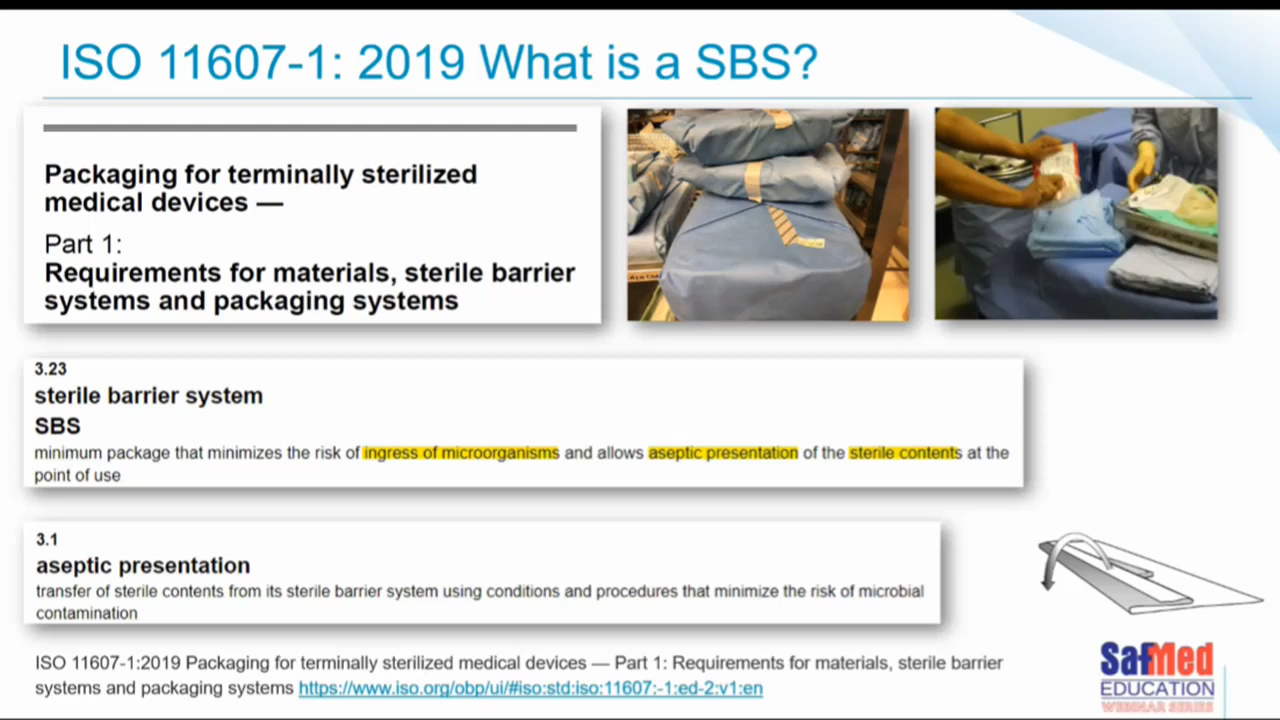 ISO 11607-1: 2019 What is a SBS?
Packaging for terminally sterilized
medical devices —
Part 1:
Requirements for materials, sterile barrier
systems and packaging systems
3.23
sterile barrier system
SBS
minimum package that minimizes the risk of ingress of microorganisms and allows aseptic presentation of the sterile contents at the
point of use
3.1
aseptic presentation
transfer of sterile contents from its sterile barrier system using conditions and procedures that minimize the risk of microbial
contamination
ISO 11607-1:2019 Packaging for terminally sterilized medical devices — Part 1: Requirements for materials, sterile barrier
systems and packaging systems https://www.iso.org/obp/ui/#iso:std:iso:11607:-1:ed-2:v1:en
SafMed
EDUCATION
WEBINAR SERIES